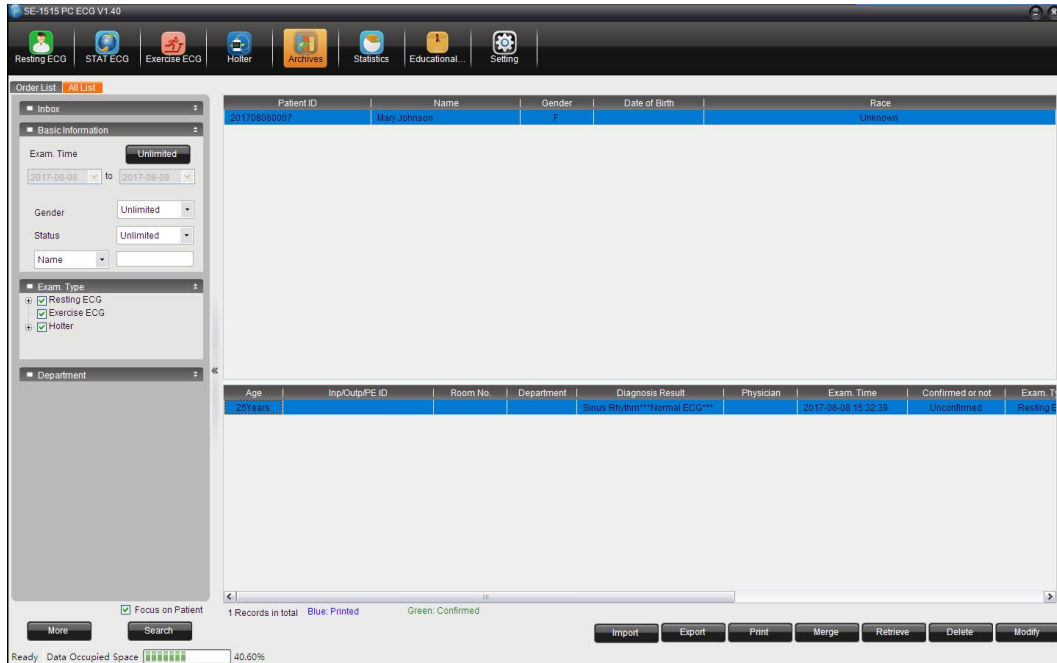 SE-1515 PC ECG V1.40
Resting ECG STAT ECG Exercise ECG Holter Archives Statistics Educational... Setting
Order List All List
Inbox
Basic Information
Exam. Time Unlimited
2017-08-08 to 2017-08-08
Gender Unlimited
Status Unlimited
Name
Exam. Type
Resting ECG
Exercise ECG
Holter
Department
Patient ID Name Gender Date of Birth Race
201708080007 Mary Johnson F Unknown
Age Inp/Outp/PE ID Room No. Department Diagnosis Result Physician Exam. Time Confirmed or not Exam. T
25Years Sinus Rhythm***Normal ECG*** 2017-08-08 15:32:39 Unconfirmed Resting E
Focus on Patient
1 Records in total Blue: Printed Green: Confirmed
More Search
Import Export Print Merge Retrieve Delete Modify
Ready Data Occupied Space 40.60%